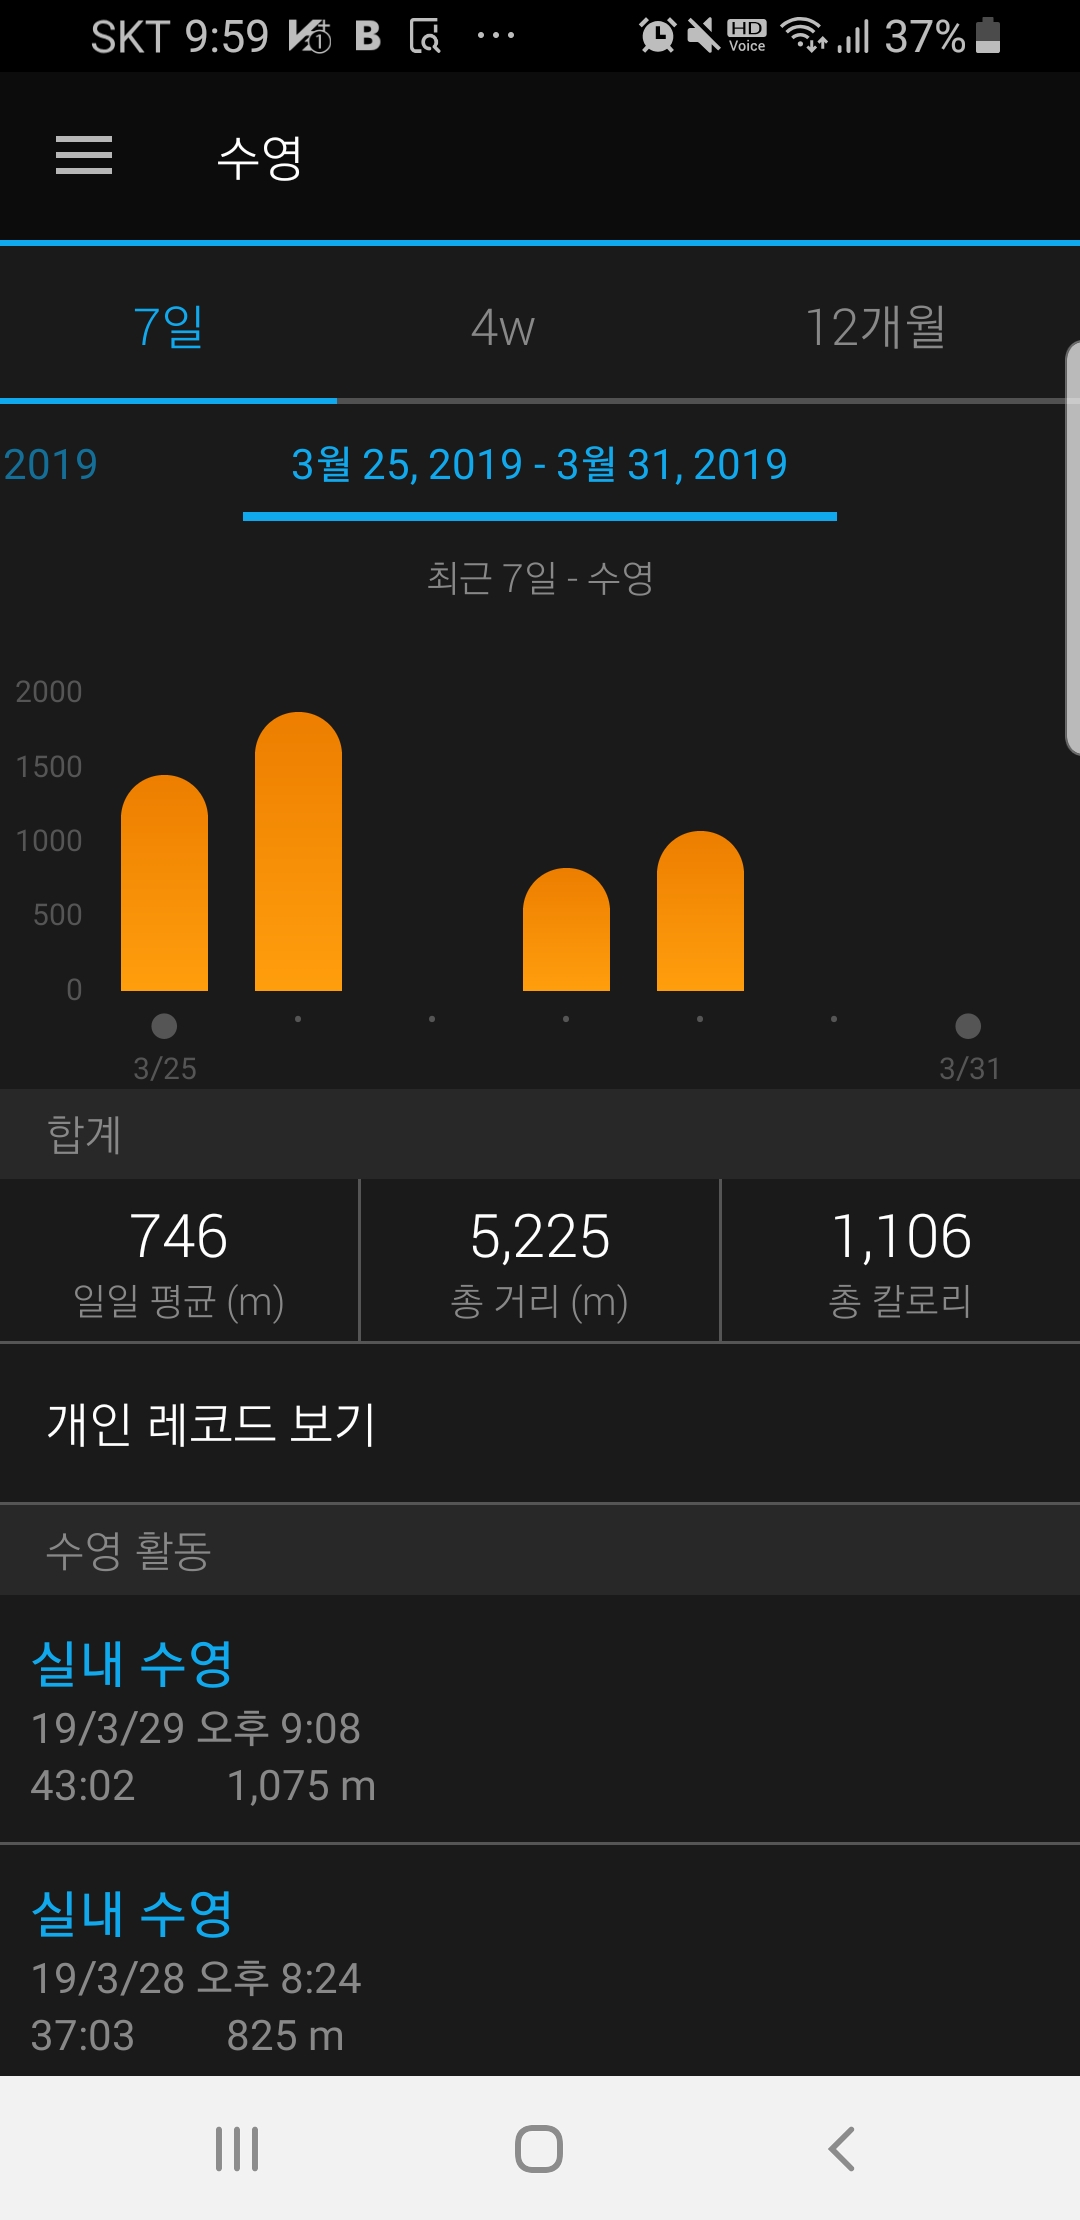 SKT 9:59 B ... HD Voice 37%
수영
7일 4w 12개월
2019 3월 25, 2019 - 3월 31, 2019
최근 7일 - 수영
2000
1500
1000
500
0
3/25 3/31
합계
746 5,225 1,106
일일 평균 (m) 총 거리 (m) 총 칼로리
개인 레코드 보기
수영 활동
실내 수영
19/3/29 오후 9:08
43:02 1,075 m
실내 수영
19/3/28 오후 8:24
37:03 825 m